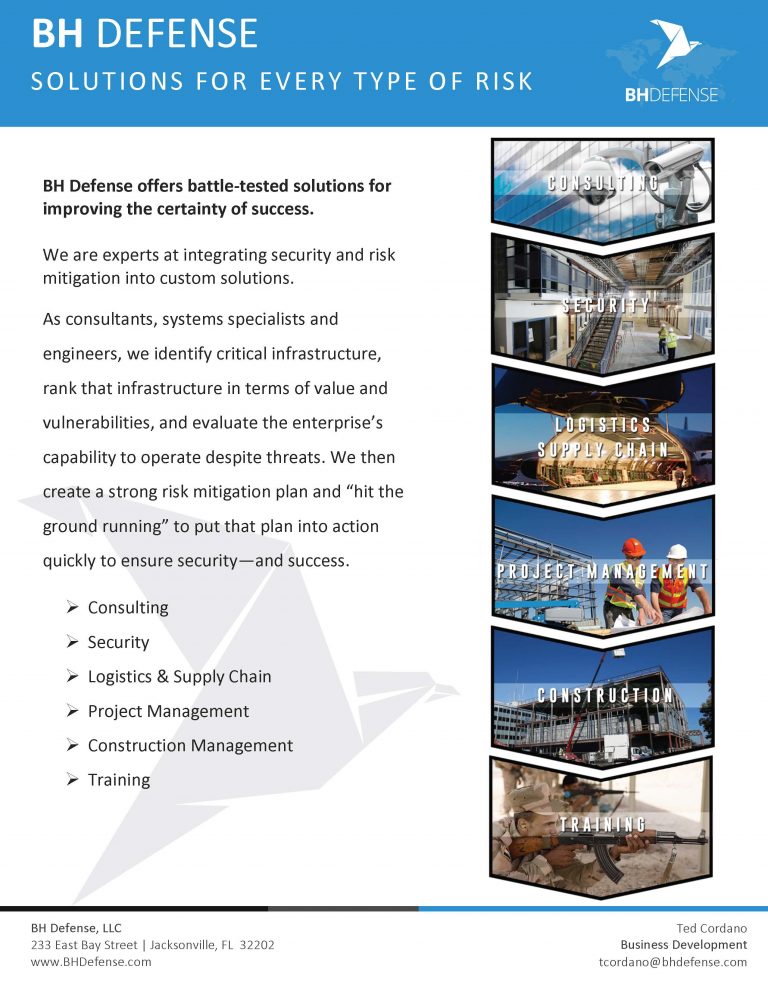 BH DEFENSE
SOLUTIONS FOR EVERY TYPE OF RISK
BHDEFENSE
BH Defense offers battle-tested solutions for
improving the certainty of success.
We are experts at integrating security and risk
mitigation into custom solutions.
As consultants, systems specialists and
engineers, we identify critical infrastructure,
rank that infrastructure in terms of value and
vulnerabilities, and evaluate the enterprise’s
capability to operate despite threats. We then
create a strong risk mitigation plan and “hit the
ground running” to put that plan into action
quickly to ensure security—and success.
➢ Consulting
➢ Security
➢ Logistics & Supply Chain
➢ Project Management
➢ Construction Management
➢ Training
CONSULTING
SECURITY
LOGISTICS
SUPPLY CHAIN
PROJECT MANAGEMENT
CONSTRUCTION
TRAINING
BH Defense, LLC
233 East Bay Street | Jacksonville, FL 32202
www.BHDefense.com
Ted Cordano
Business Development
tcordano@bhdefense.com